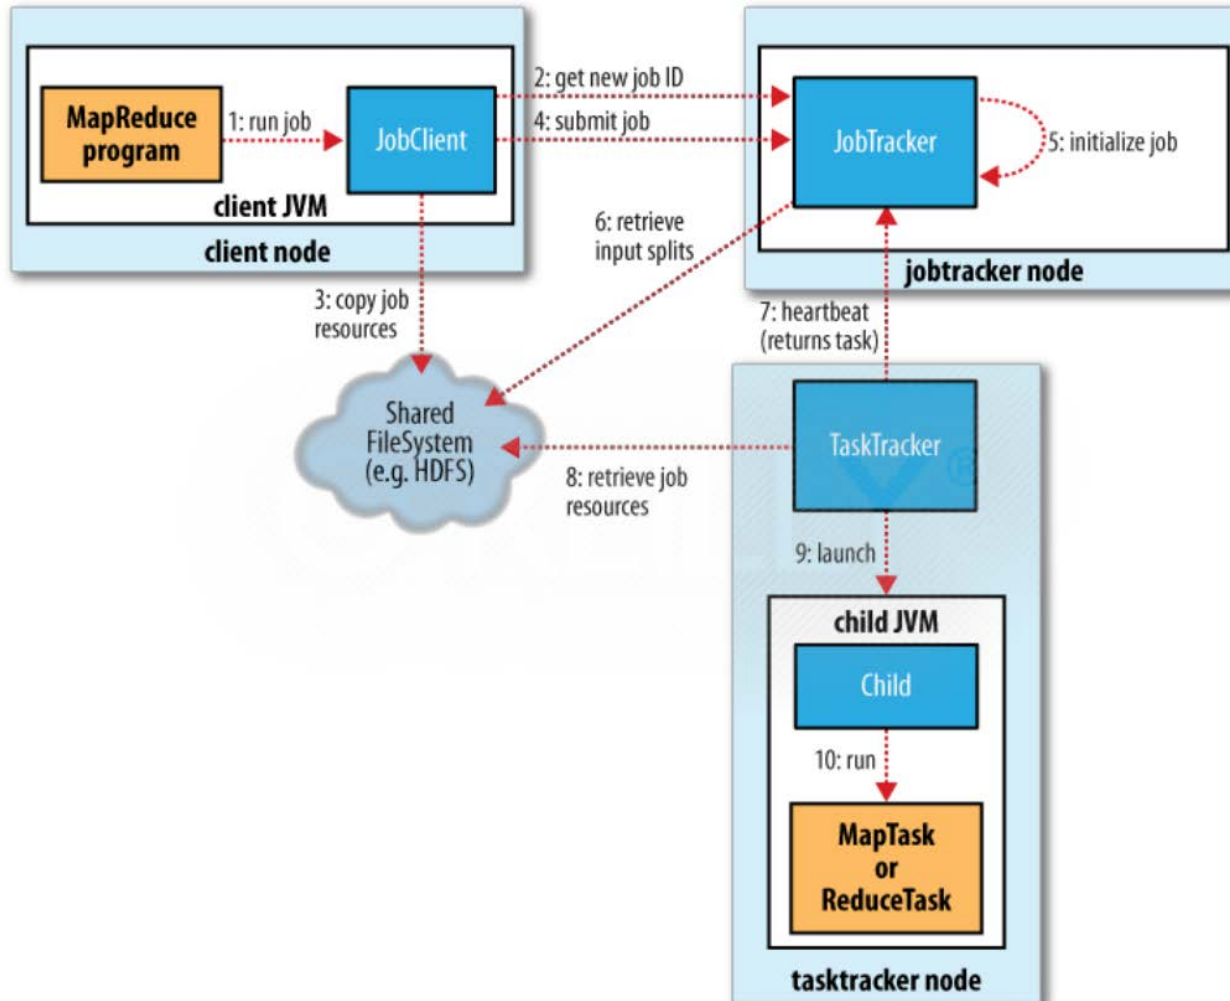 MapReduce
program
1: run job
JobClient
client JVM
client node
2: get new job ID
4: submit job
JobTracker
5: initialize job
jobtracker node
3: copy job
resources
6: retrieve
input splits
7: heartbeat
(returns task)
Shared
FileSystem
(e.g. HDFS)
8: retrieve job
resources
TaskTracker
®
9: launch
child JVM
Child
10: run
MapTask
or
ReduceTask
tasktracker node